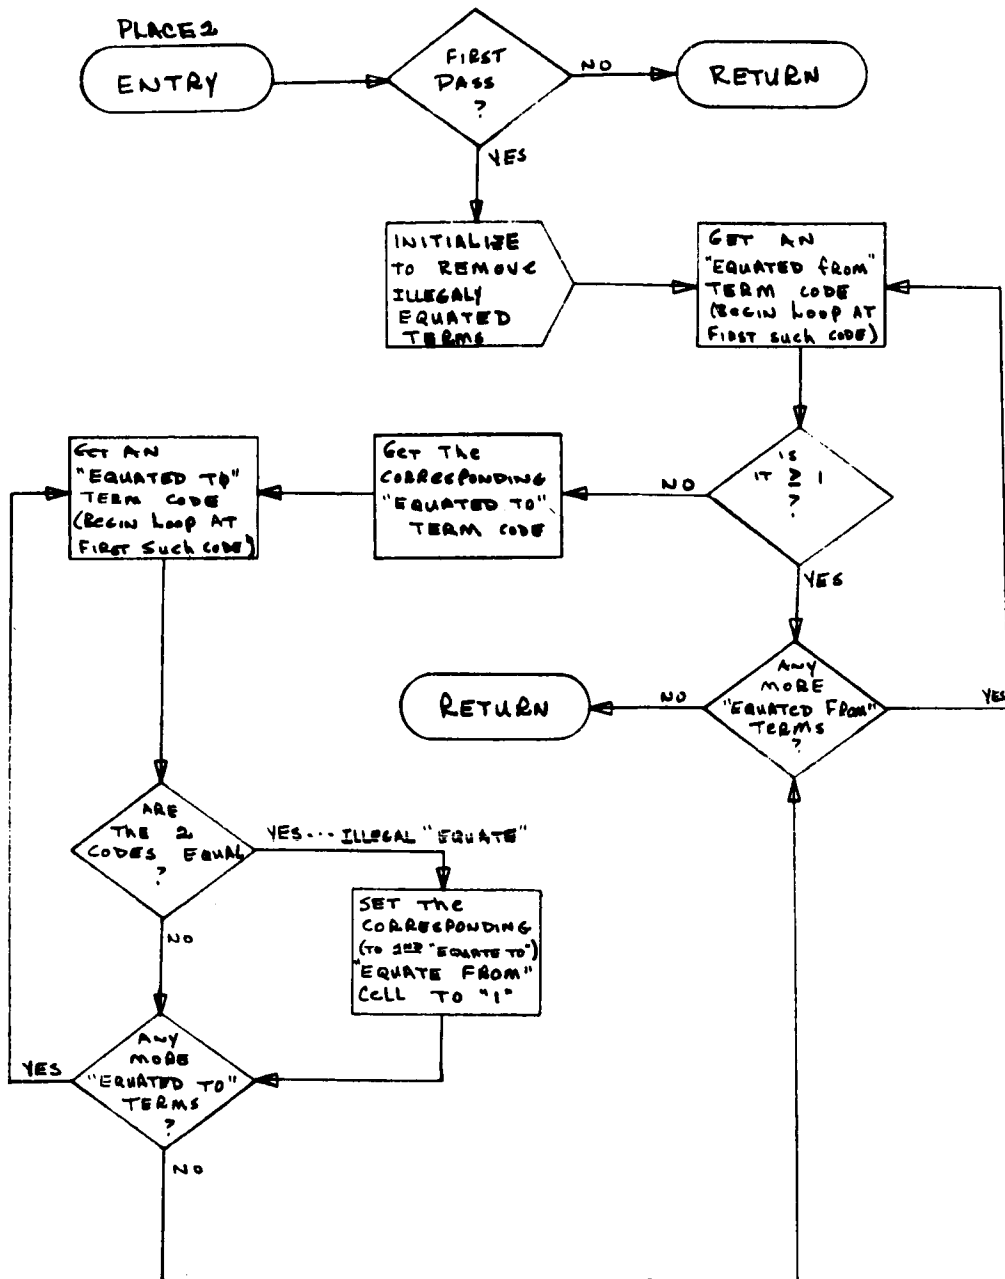 PLACE2
ENTRY
FIRST
PASS
?
NO
RETURN
YES
INITIALIZE
TO REMOVE
ILLEGALY
EQUATED
TERMS
GET AN
"EQUATED FROM"
TERM CODE
(BEGIN LOOP AT
FIRST SUCH CODE)
GET AN
"EQUATED TO"
TERM CODE
(BEGIN LOOP AT
FIRST SUCH CODE)
GET THE
CORRESPONDING
"EQUATED TO"
TERM CODE
NO
IS
IT ≥ 1
?
YES
RETURN
NO
ANY
MORE
"EQUATED FROM"
TERMS
?
YES
ARE
THE 2
CODES EQUAL
?
YES... ILLEGAL "EQUATE"
NO
SET THE
CORRESPONDING
(TO 2ND "EQUATE TO")
"EQUATE FROM"
CELL TO "1"
YES
ANY
MORE
"EQUATED TO"
TERMS
?
NO